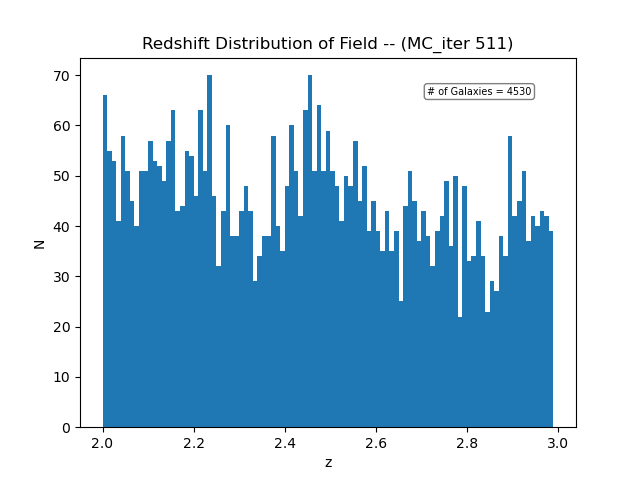 Redshift Distribution of Field -- (MC_iter 511)
# of Galaxies = 4530
70
60
50
40
30
20
10
0
N
2.0 2.2 2.4 2.6 2.8 3.0
z